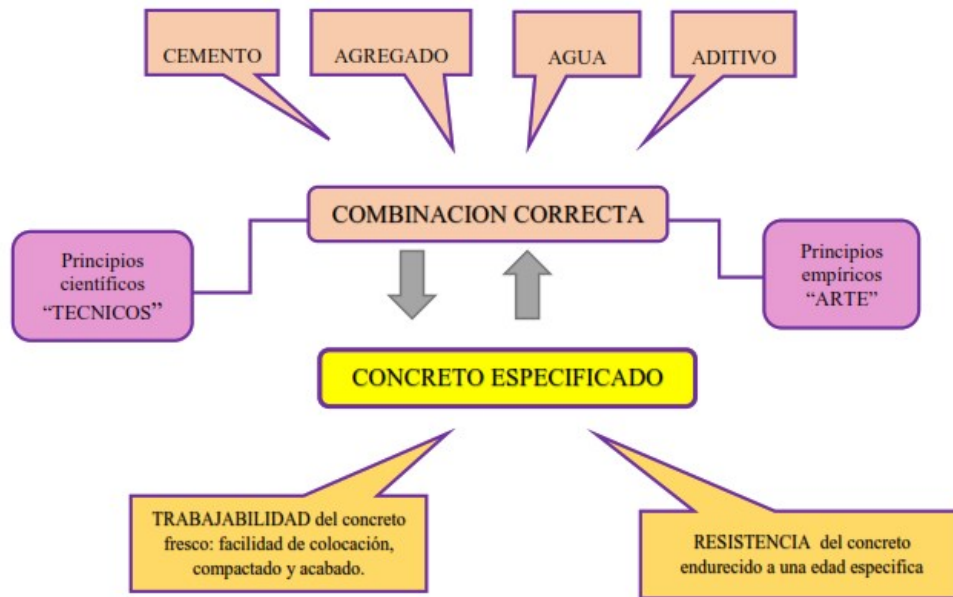 CEMENTO
AGREGADO
AGUA
ADITIVO
COMBINACION CORRECTA
Principios
científicos
“TECNICOS”
Principios
empíricos
“ARTE”
CONCRETO ESPECIFICADO
TRABAJABILIDAD del concreto
fresco: facilidad de colocación,
compactado y acabado.
RESISTENCIA del concreto
endurecido a una edad especifica